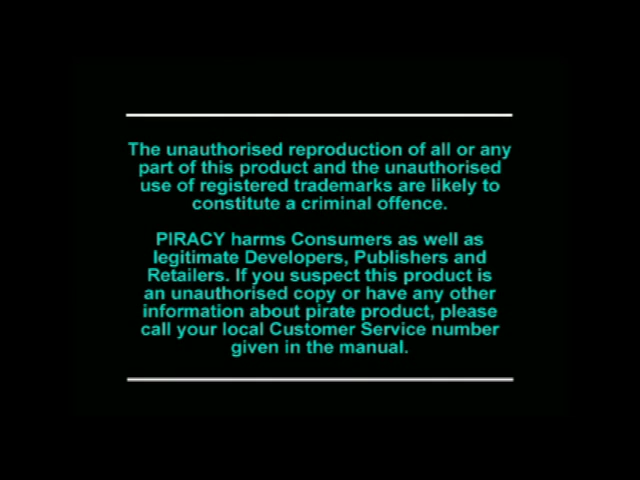 The unauthorised reproduction of all or any
part of this product and the unauthorised
use of registered trademarks are likely to
constitute a criminal offence.
PIRACY harms Consumers as well as
legitimate Developers, Publishers and
Retailers. If you suspect this product is
an unauthorised copy or have any other
information about pirate product, please
call your local Customer Service number
given in the manual.